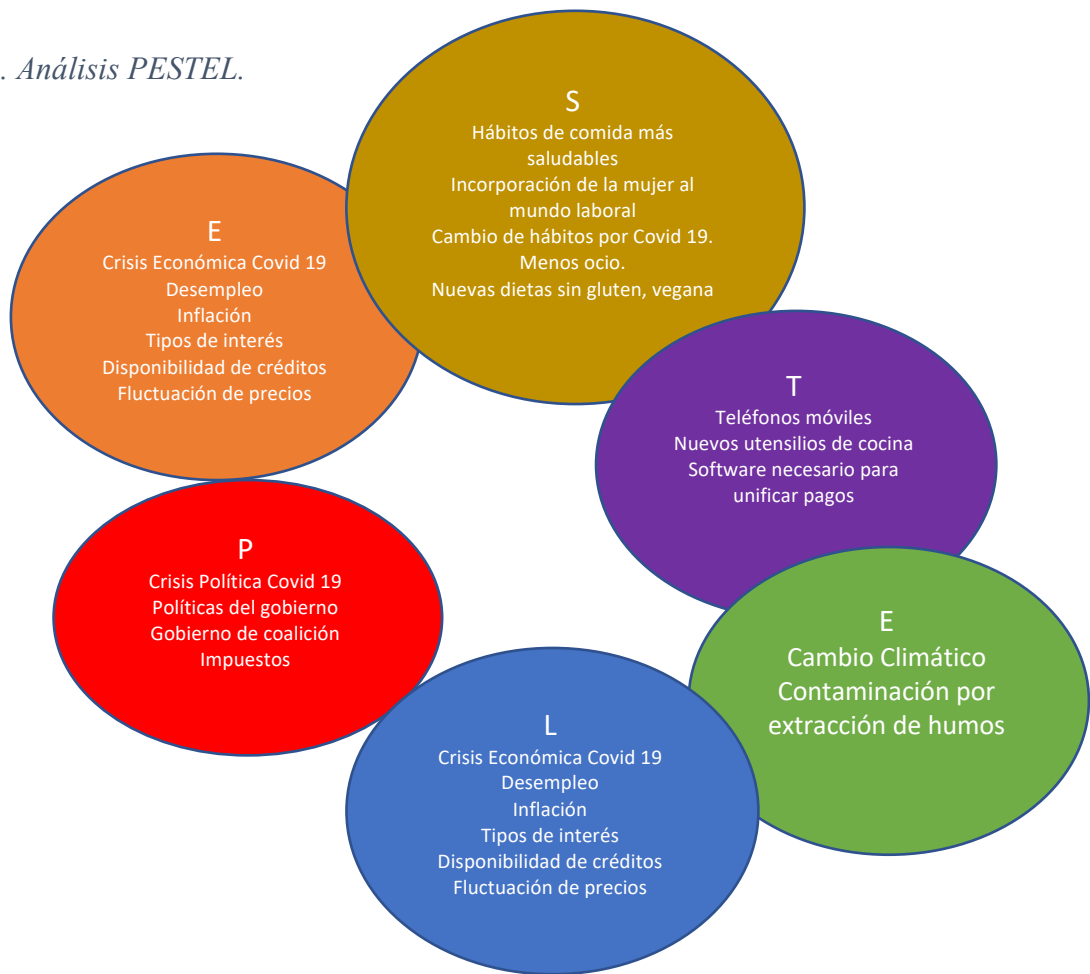 . Análisis PESTEL.
S
Hábitos de comida más
saludables
Incorporación de la mujer al
mundo laboral
Cambio de hábitos por Covid 19.
Menos ocio.
Nuevas dietas sin gluten, vegana
E
Crisis Económica Covid 19
Desempleo
Inflación
Tipos de interés
Disponibilidad de créditos
Fluctuación de precios
T
Teléfonos móviles
Nuevos utensilios de cocina
Software necesario para
unificar pagos
P
Crisis Política Covid 19
Políticas del gobierno
Gobierno de coalición
Impuestos
E
Cambio Climático
Contaminación por
extracción de humos
L
Crisis Económica Covid 19
Desempleo
Inflación
Tipos de interés
Disponibilidad de créditos
Fluctuación de precios